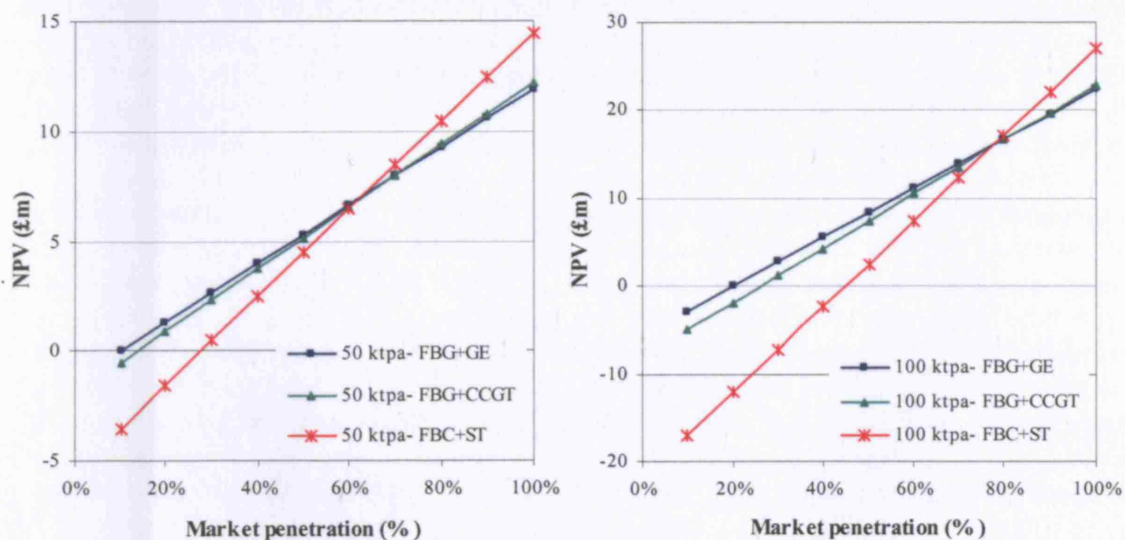 15
10
5
0
-5
NPV (£m)
0%
20%
40%
60%
80%
100%
Market penetration (%)
50 ktpa- FBG+GE
50 ktpa- FBG+CCGT
50 ktpa- FBC+ST
30
20
10
0
-10
-20
NPV (£m)
0%
20%
40%
60%
80%
100%
Market penetration (%)
100 ktpa- FBG+GE
100 ktpa- FBG+CCGT
100 ktpa- FBC+ST